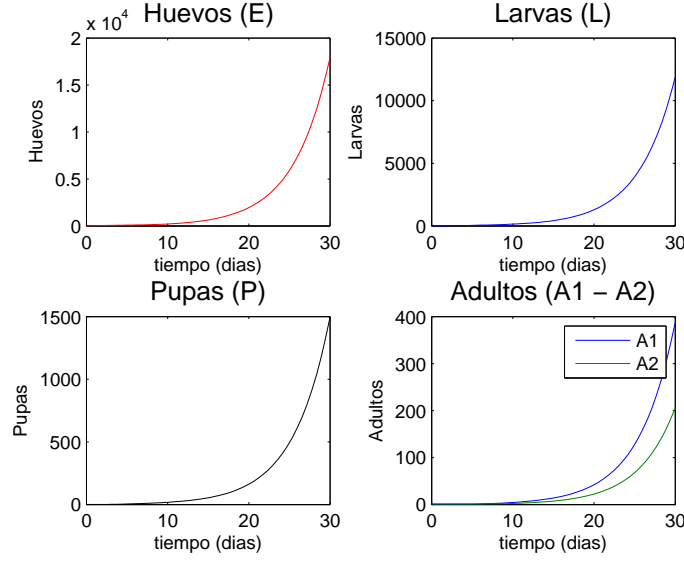 Huevos (E)
x 10^4
2
1.5
1
0.5
0
Huevos
0
10
20
30
tiempo (dias)
Larvas (L)
15000
10000
5000
0
Larvas
0
10
20
30
tiempo (dias)
Pupas (P)
1500
1000
500
0
Pupas
0
10
20
30
tiempo (dias)
Adultos (A1 − A2)
400
300
200
100
0
Adultos
A1
A2
0
10
20
30
tiempo (dias)